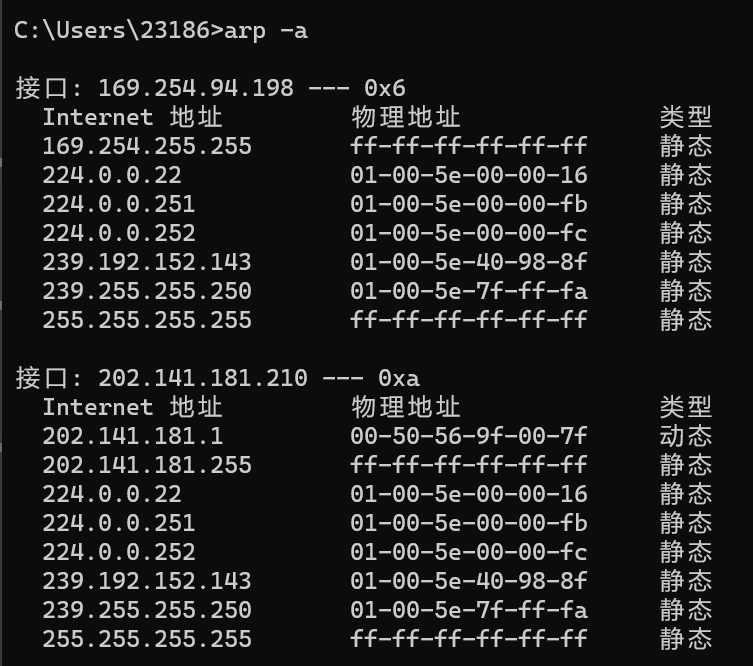 C:\Users\23186>arp -a
接口: 169.254.94.198 --- 0x6
Internet 地址 物理地址 类型
169.254.255.255 ff-ff-ff-ff-ff-ff 静态
224.0.0.22 01-00-5e-00-00-16 静态
224.0.0.251 01-00-5e-00-00-fb 静态
224.0.0.252 01-00-5e-00-00-fc 静态
239.192.152.143 01-00-5e-40-98-8f 静态
239.255.255.250 01-00-5e-7f-ff-fa 静态
255.255.255.255 ff-ff-ff-ff-ff-ff 静态
接口: 202.141.181.210 --- 0xa
Internet 地址 物理地址 类型
202.141.181.1 00-50-56-9f-00-7f 动态
202.141.181.255 ff-ff-ff-ff-ff-ff 静态
224.0.0.22 01-00-5e-00-00-16 静态
224.0.0.251 01-00-5e-00-00-fb 静态
224.0.0.252 01-00-5e-00-00-fc 静态
239.192.152.143 01-00-5e-40-98-8f 静态
239.255.255.250 01-00-5e-7f-ff-fa 静态
255.255.255.255 ff-ff-ff-ff-ff-ff 静态